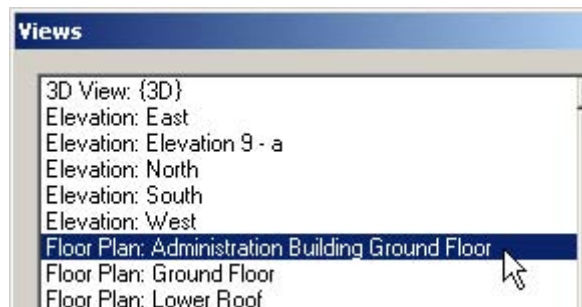 Views
3D View: {3D}
Elevation: East
Elevation: Elevation 9 - a
Elevation: North
Elevation: South
Elevation: West
Floor Plan: Administration Building Ground Floor
Floor Plan: Ground Floor
Floor Plan: Lower Roof